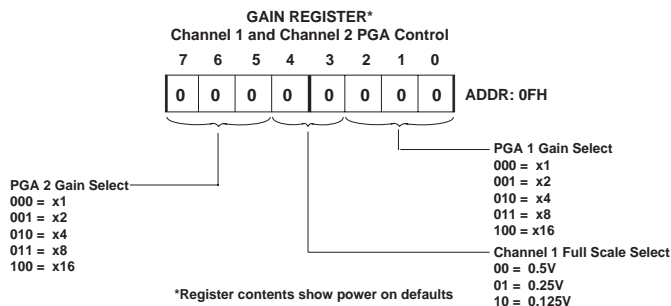 GAIN REGISTER*
Channel 1 and Channel 2 PGA Control
7 6 5 4 3 2 1 0
0 0 0 0 0 0 0 0 ADDR: 0FH
PGA 2 Gain Select
000 = x1
001 = x2
010 = x4
011 = x8
100 = x16
PGA 1 Gain Select
000 = x1
001 = x2
010 = x4
011 = x8
100 = x16
Channel 1 Full Scale Select
00 = 0.5V
01 = 0.25V
10 = 0.125V
*Register contents show power on defaults